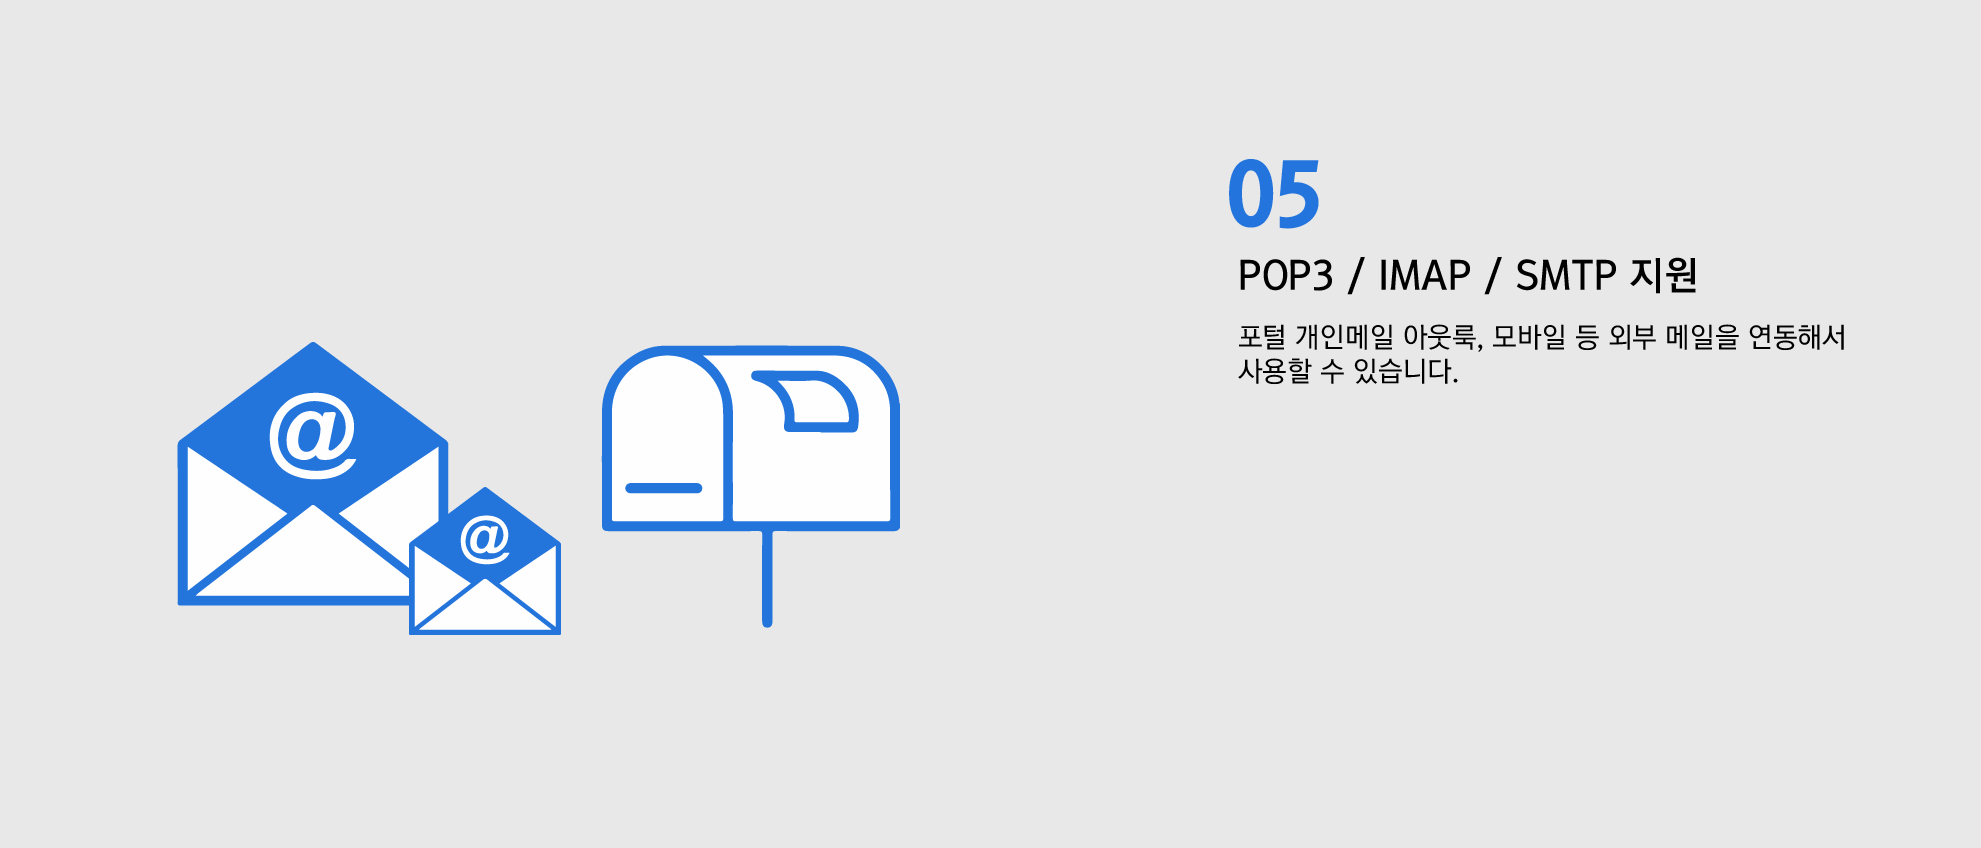 @
@
05
POP3 / IMAP / SMTP 지원
포털 개인메일 아웃룩, 모바일 등 외부 메일을 연동해서
사용할 수 있습니다.